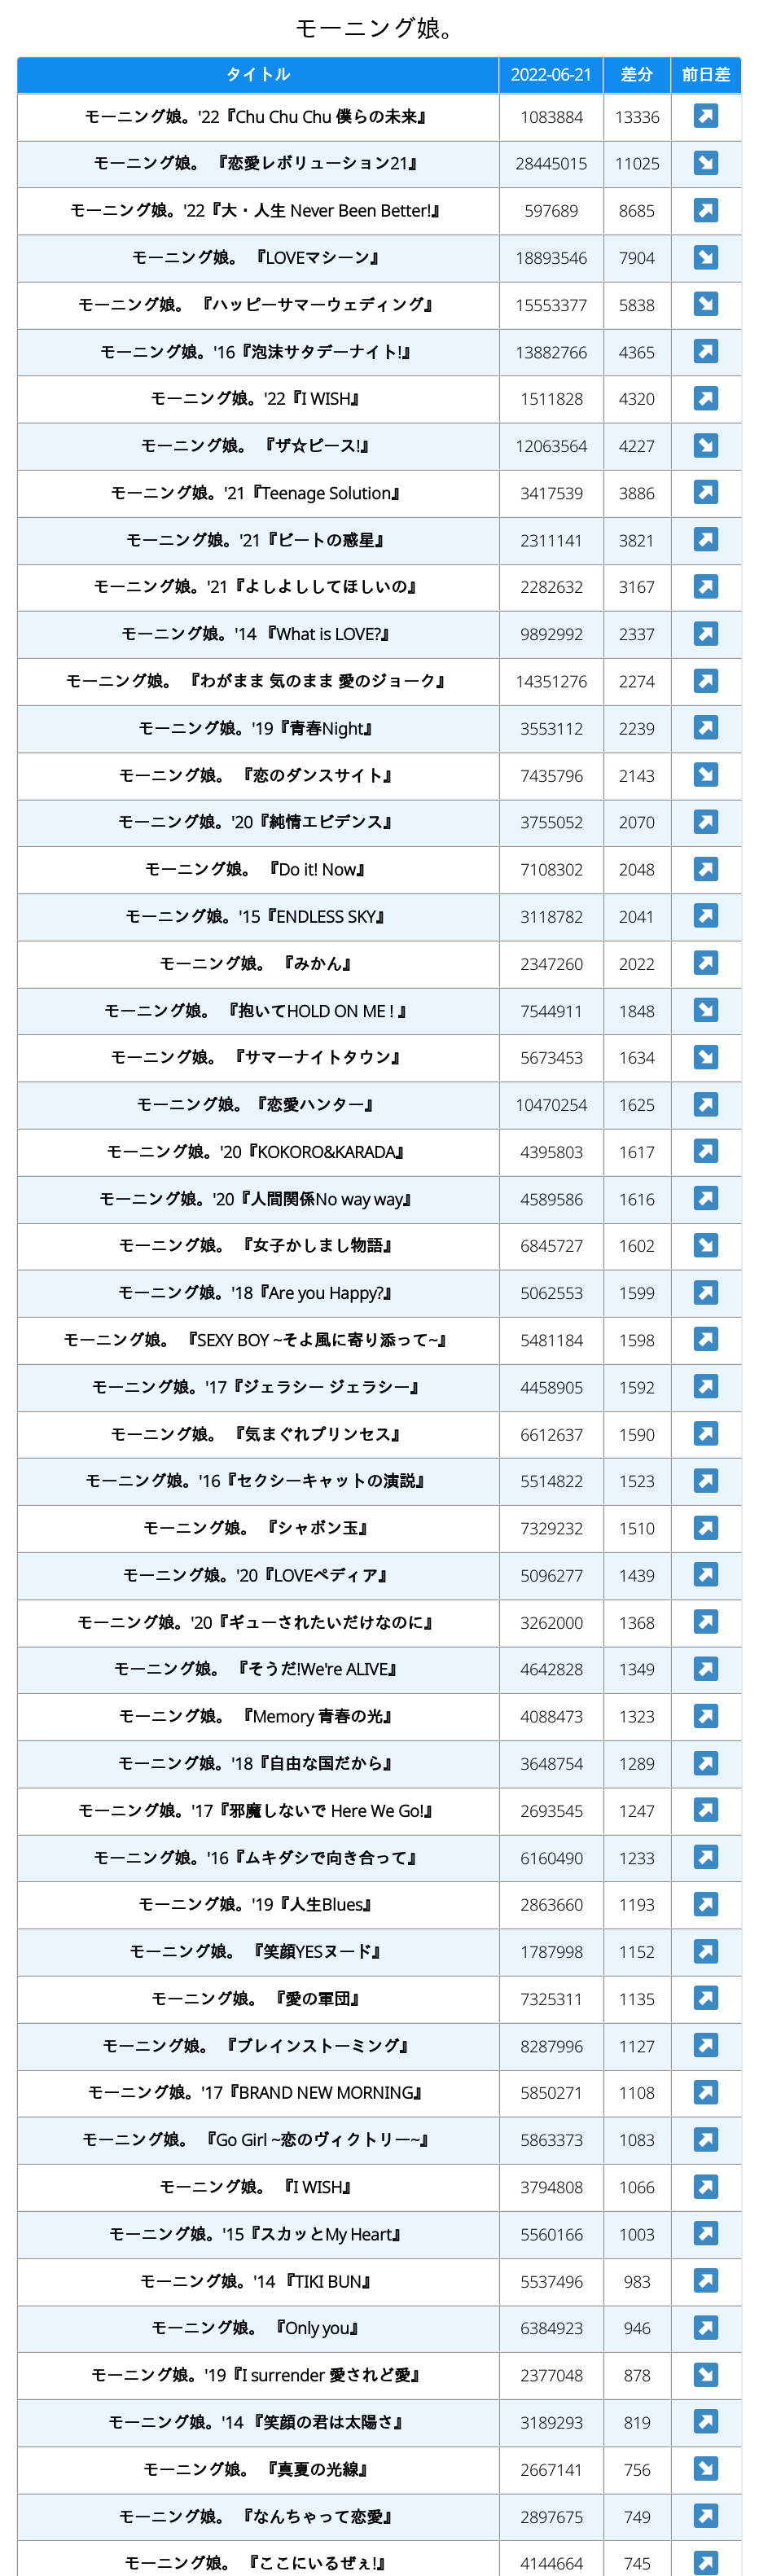 モーニング娘。
タイトル 2022-06-21 差分 前日差
モーニング娘。'22『Chu Chu Chu 僕らの未来』 1083884 13336 ↗
モーニング娘。 『恋愛レボリューション21』 28445015 11025 ↘
モーニング娘。'22『大・人生 Never Been Better!』 597689 8685 ↗
モーニング娘。 『LOVEマシーン』 18893546 7904 ↘
モーニング娘。 『ハッピーサマーウェディング』 15553377 5838 ↘
モーニング娘。'16『泡沫サタデーナイト!』 13882766 4365 ↗
モーニング娘。'22『I WISH』 1511828 4320 ↗
モーニング娘。 『ザ☆ピース!』 12063564 4227 ↘
モーニング娘。'21『Teenage Solution』 3417539 3886 ↗
モーニング娘。'21『ビートの惑星』 2311141 3821 ↗
モーニング娘。'21『よしよししてほしいの』 2282632 3167 ↗
モーニング娘。'14 『What is LOVE?』 9892992 2337 ↗
モーニング娘。 『わがまま 気のまま 愛のジョーク』 14351276 2274 ↗
モーニング娘。'19『青春Night』 3553112 2239 ↗
モーニング娘。 『恋のダンスサイト』 7435796 2143 ↘
モーニング娘。'20『純情エビデンス』 3755052 2070 ↗
モーニング娘。 『Do it! Now』 7108302 2048 ↗
モーニング娘。'15『ENDLESS SKY』 3118782 2041 ↗
モーニング娘。 『みかん』 2347260 2022 ↗
モーニング娘。 『抱いてHOLD ON ME ! 』 7544911 1848 ↘
モーニング娘。 『サマーナイトタウン』 5673453 1634 ↘
モーニング娘。『恋愛ハンター』 10470254 1625 ↗
モーニング娘。'20『KOKORO&KARADA』 4395803 1617 ↗
モーニング娘。'20『人間関係No way way』 4589586 1616 ↗
モーニング娘。 『女子かしまし物語』 6845727 1602 ↘
モーニング娘。'18『Are you Happy?』 5062553 1599 ↗
モーニング娘。 『SEXY BOY ~そよ風に寄り添って~』 5481184 1598 ↗
モーニング娘。'17『ジェラシー ジェラシー』 4458905 1592 ↗
モーニング娘。 『気まぐれプリンセス』 6612637 1590 ↗
モーニング娘。'16『セクシーキャットの演説』 5514822 1523 ↗
モーニング娘。 『シャボン玉』 7329232 1510 ↗
モーニング娘。'20『LOVEペディア』 5096277 1439 ↗
モーニング娘。'20『ギューされたいだけなのに』 3262000 1368 ↗
モーニング娘。 『そうだ!We're ALIVE』 4642828 1349 ↗
モーニング娘。 『Memory 青春の光』 4088473 1323 ↗
モーニング娘。'18『自由な国だから』 3648754 1289 ↗
モーニング娘。'17『邪魔しないで Here We Go!』 2693545 1247 ↗
モーニング娘。'16『ムキダシで向き合って』 6160490 1233 ↗
モーニング娘。'19『人生Blues』 2863660 1193 ↗
モーニング娘。 『笑顔YESヌード』 1787998 1152 ↗
モーニング娘。 『愛の軍団』 7325311 1135 ↗
モーニング娘。 『ブレインストーミング』 8287996 1127 ↗
モーニング娘。'17『BRAND NEW MORNING』 5850271 1108 ↗
モーニング娘。 『Go Girl ~恋のヴィクトリー~』 5863373 1083 ↗
モーニング娘。 『I WISH』 3794808 1066 ↗
モーニング娘。'15『スカッとMy Heart』 5560166 1003 ↗
モーニング娘。'14 『TIKI BUN』 5537496 983 ↗
モーニング娘。 『Only you』 6384923 946 ↗
モーニング娘。'19『I surrender 愛されど愛』 2377048 878 ↘
モーニング娘。'14 『笑顔の君は太陽さ』 3189293 819 ↗
モーニング娘。 『真夏の光線』 2667141 756 ↘
モーニング娘。 『なんちゃって恋愛』 2897675 749 ↗
モーニング娘。 『ここにいるぜぇ!』 4144664 745 ↗